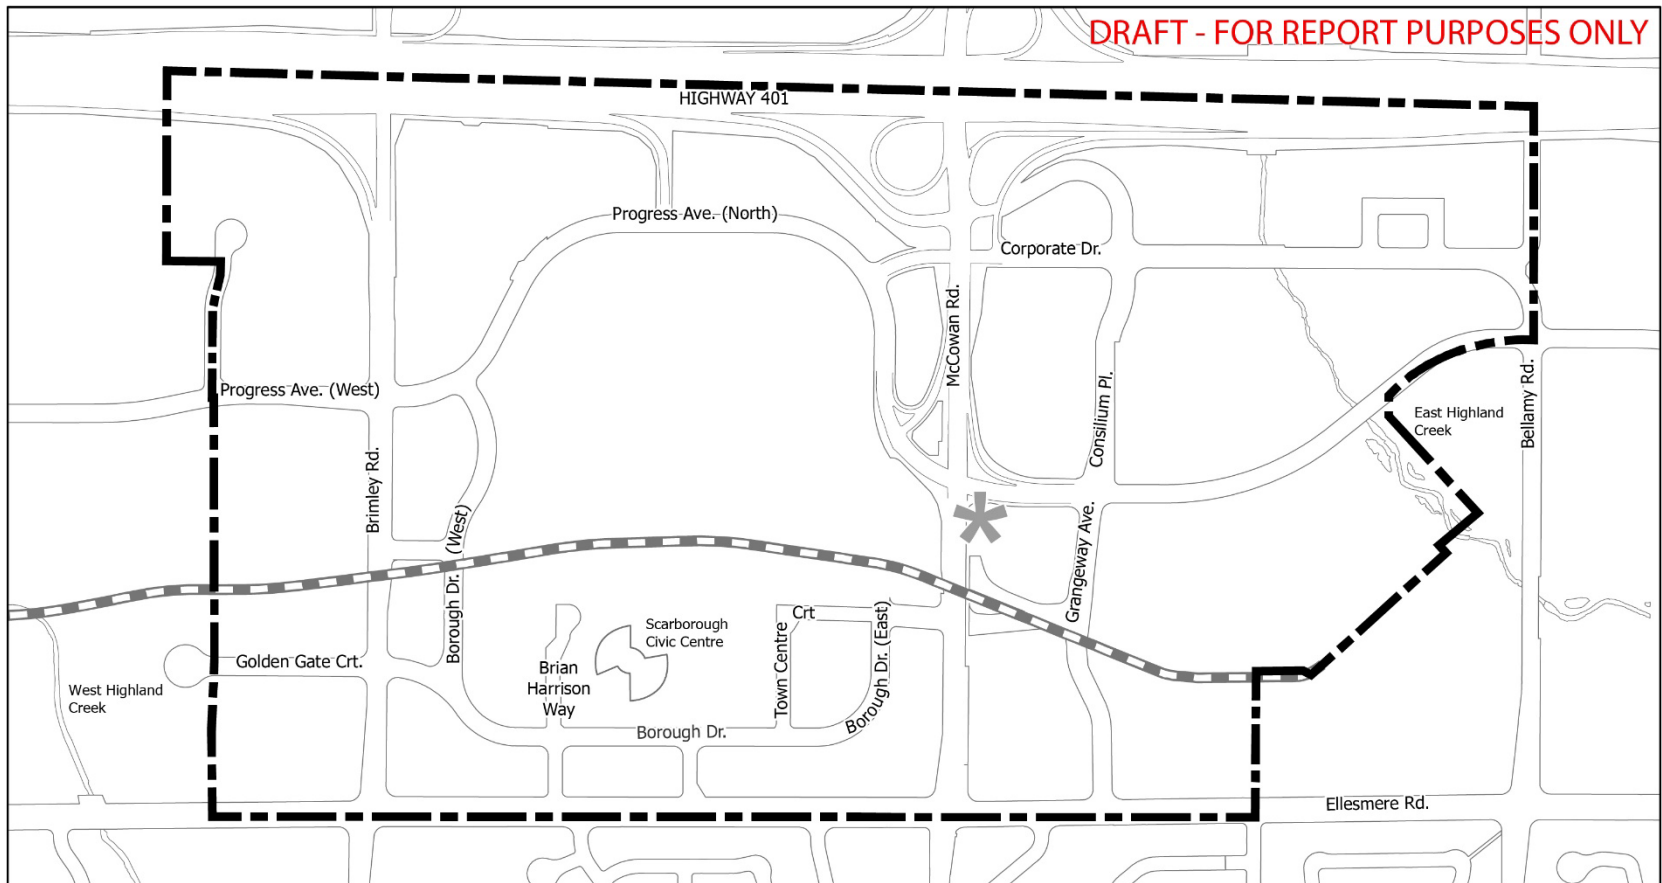 DRAFT - FOR REPORT PURPOSES ONLY
HIGHWAY 401
Progress Ave. (North)
Corporate Dr.
McCowan Rd.
Progress Ave. (West)
Consilium Pl.
Bellamy Rd.
East Highland
Creek
Brimley Rd.
Borough Dr. (West)
Grangeway Ave.
Scarborough
Civic Centre
Town Centre
Crt
Borough Dr. (East)
Golden Gate Crt.
Brian
Harrison
Way
West Highland
Creek
Borough Dr.
Ellesmere Rd.